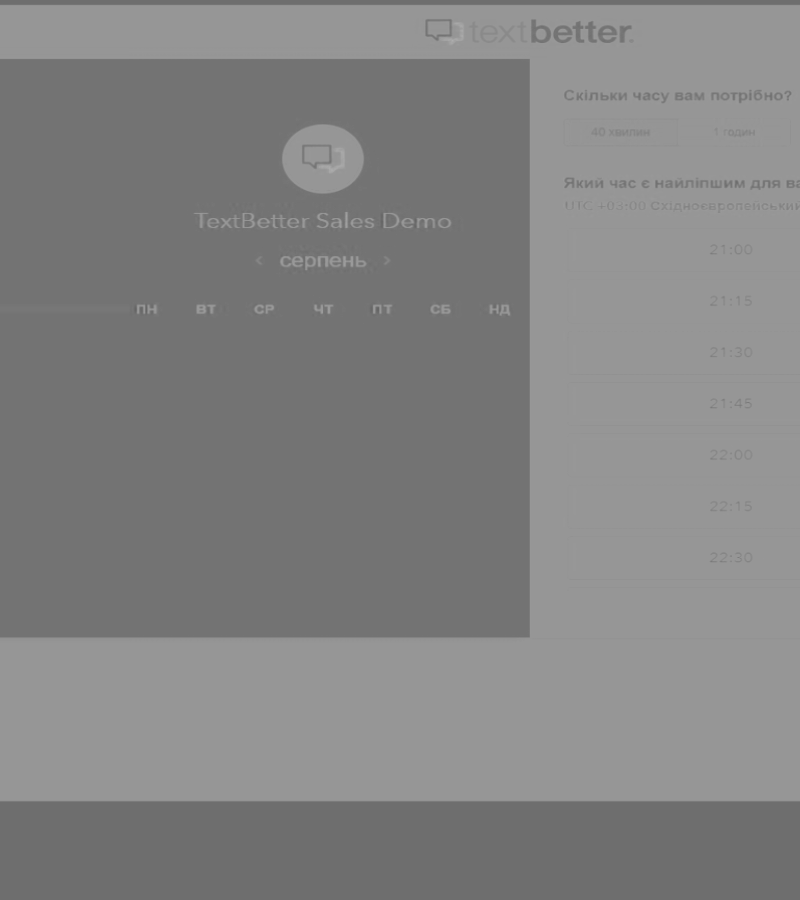 textbetter.
TextBetter Sales Demo
серпень
ПН ВТ СР ЧТ ПТ СБ НД
Скільки часу вам потрібно?
40 хвилин 1 годин
Який час є найліпшим для ва
UTC +03:00 Східноєвропейський
21:00
21:15
21:30
21:45
22:00
22:15
22:30